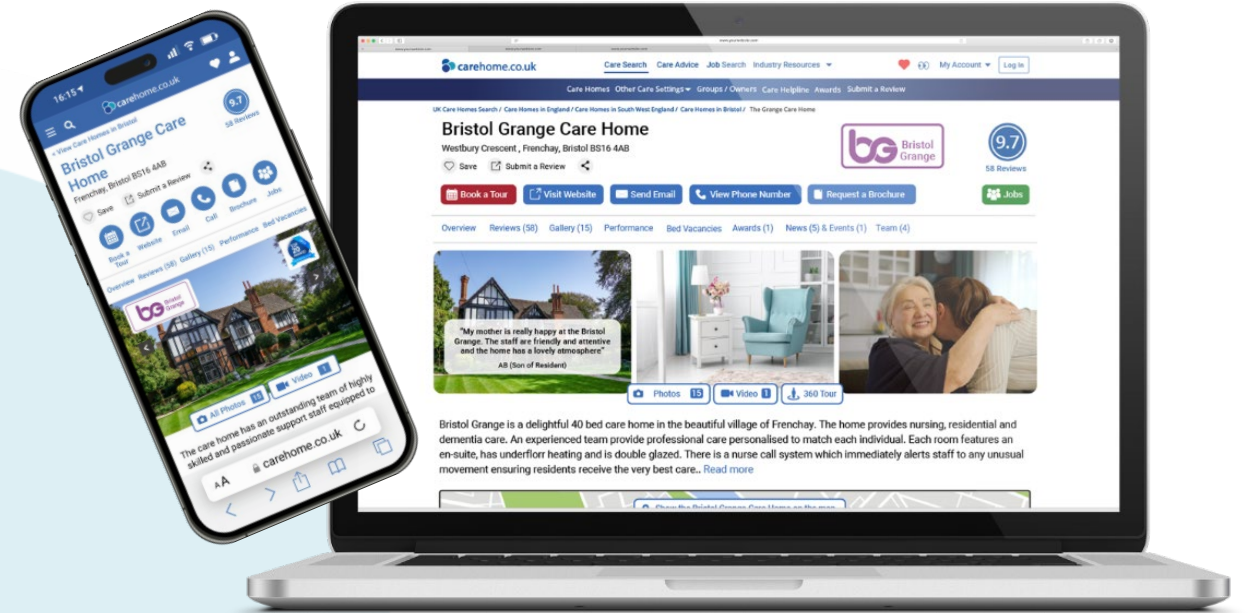 16:15
carehome.co.uk
< View Care Homes in Bristol
Bristol Grange Care
Home
Frenchay, Bristol BS16 4AB
9.7
58 Reviews
Save
Submit a Review
Book a
Tour
Website
Email
Call
Brochure
Jobs
Overview Reviews (58) Gallery (15) Performance Bed Vacancies
bg Bristol
Grange
20
All Photos 15
Video 1
The care home has an outstanding team of highly
skilled and passionate support staff equipped to
AA carehome.co.uk
carehome.co.uk
Care Search Care Advice Job Search Industry Resources
My Account
Log In
Care Homes Other Care Settings Groups / Owners Care Helpline Awards Submit a Review
UK Care Homes Search / Care Homes in England / Care Homes in South West England / Care Homes in Bristol / The Grange Care Home
Bristol Grange Care Home
Westbury Crescent , Frenchay, Bristol BS16 4AB
Save Submit a Review
bg Bristol
Grange
9.7
58 Reviews
Book a Tour Visit Website Send Email View Phone Number Request a Brochure Jobs
Overview Reviews (58) Gallery (15) Performance Bed Vacancies Awards (1) News (5) & Events (1) Team (4)
"My mother is really happy at the Bristol
Grange. The staff are friendly and attentive
and the home has a lovely atmosphere"
AB (Son of Resident)
Photos 15 Video 1 360 Tour
Bristol Grange is a delightful 40 bed care home in the beautiful village of Frenchay. The home provides nursing, residential and
dementia care. An experienced team provide professional care personalised to match each individual. Each room features an
en-suite, has underflorr heating and is double glazed. There is a nurse call system which immediately alerts staff to any unusual
movement ensuring residents receive the very best care.. Read more
Show the Bristol Grange Care Home on the map